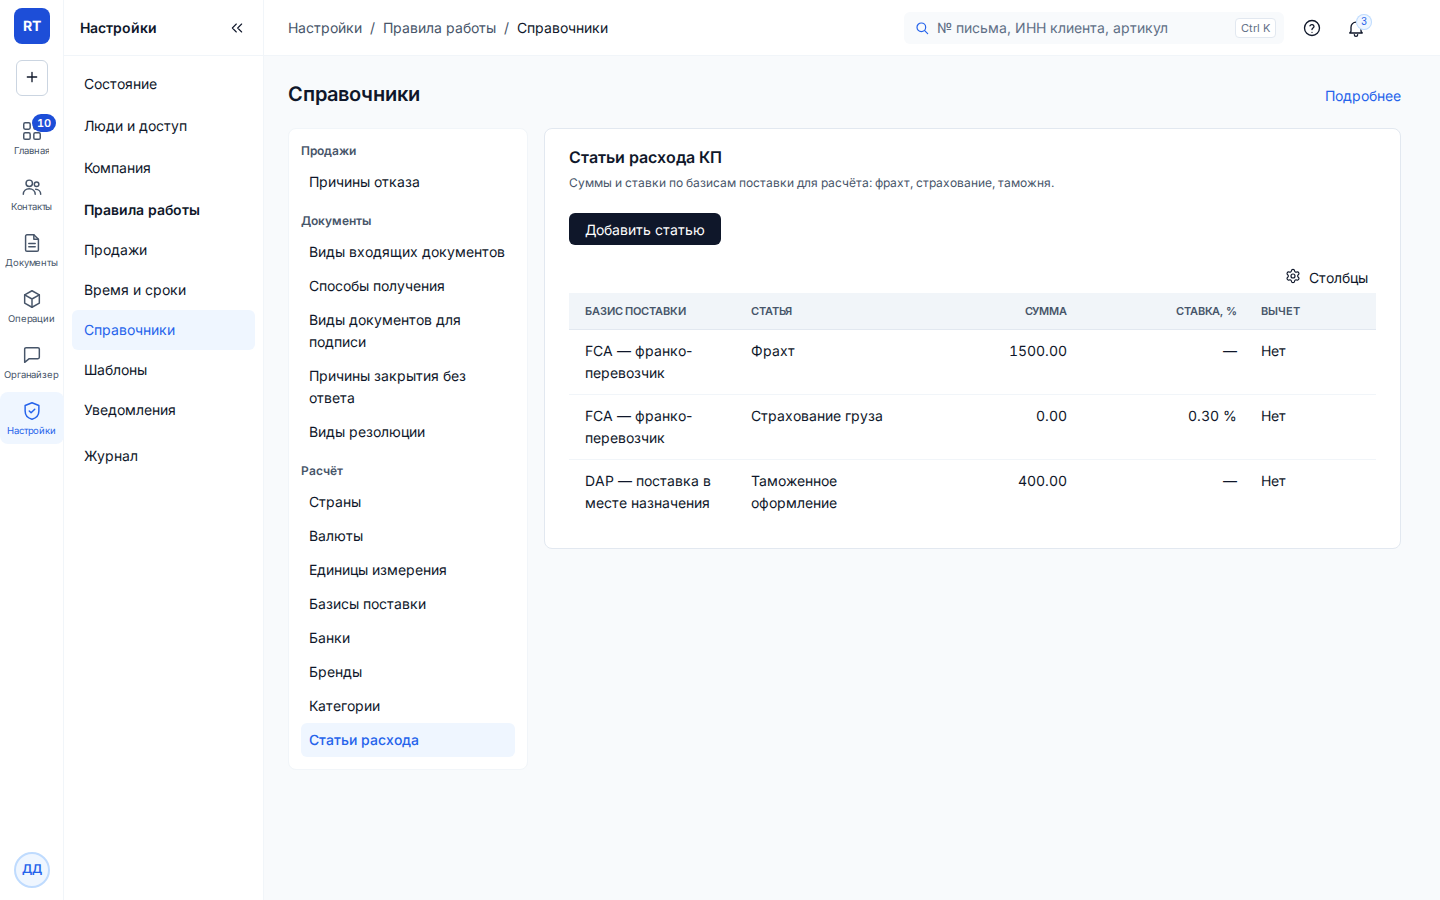 RT
Настройки
Настройки / Правила работы / Справочники
№ письма, ИНН клиента, артикул
Ctrl K
3
10
Главная
Контакты
Документы
Операции
Органайзер
Настройки
ДД
Состояние
Люди и доступ
Компания
Правила работы
Продажи
Время и сроки
Справочники
Шаблоны
Уведомления
Журнал
Справочники
Подробнее
Продажи
Причины отказа
Документы
Виды входящих документов
Способы получения
Виды документов для
подписи
Причины закрытия без
ответа
Виды резолюции
Расчёт
Страны
Валюты
Единицы измерения
Базисы поставки
Банки
Бренды
Категории
Статьи расхода
Статьи расхода КП
Суммы и ставки по базисам поставки для расчёта: фрахт, страхование, таможня.
Добавить статью
Столбцы
БАЗИС ПОСТАВКИ СТАТЬЯ СУММА СТАВКА, % ВЫЧЕТ
FCA — франко- Фрахт 1500.00 — Нет
перевозчик
FCA — франко- Страхование груза 0.00 0.30 % Нет
перевозчик
DAP — поставка в Таможенное 400.00 — Нет
месте назначения оформление